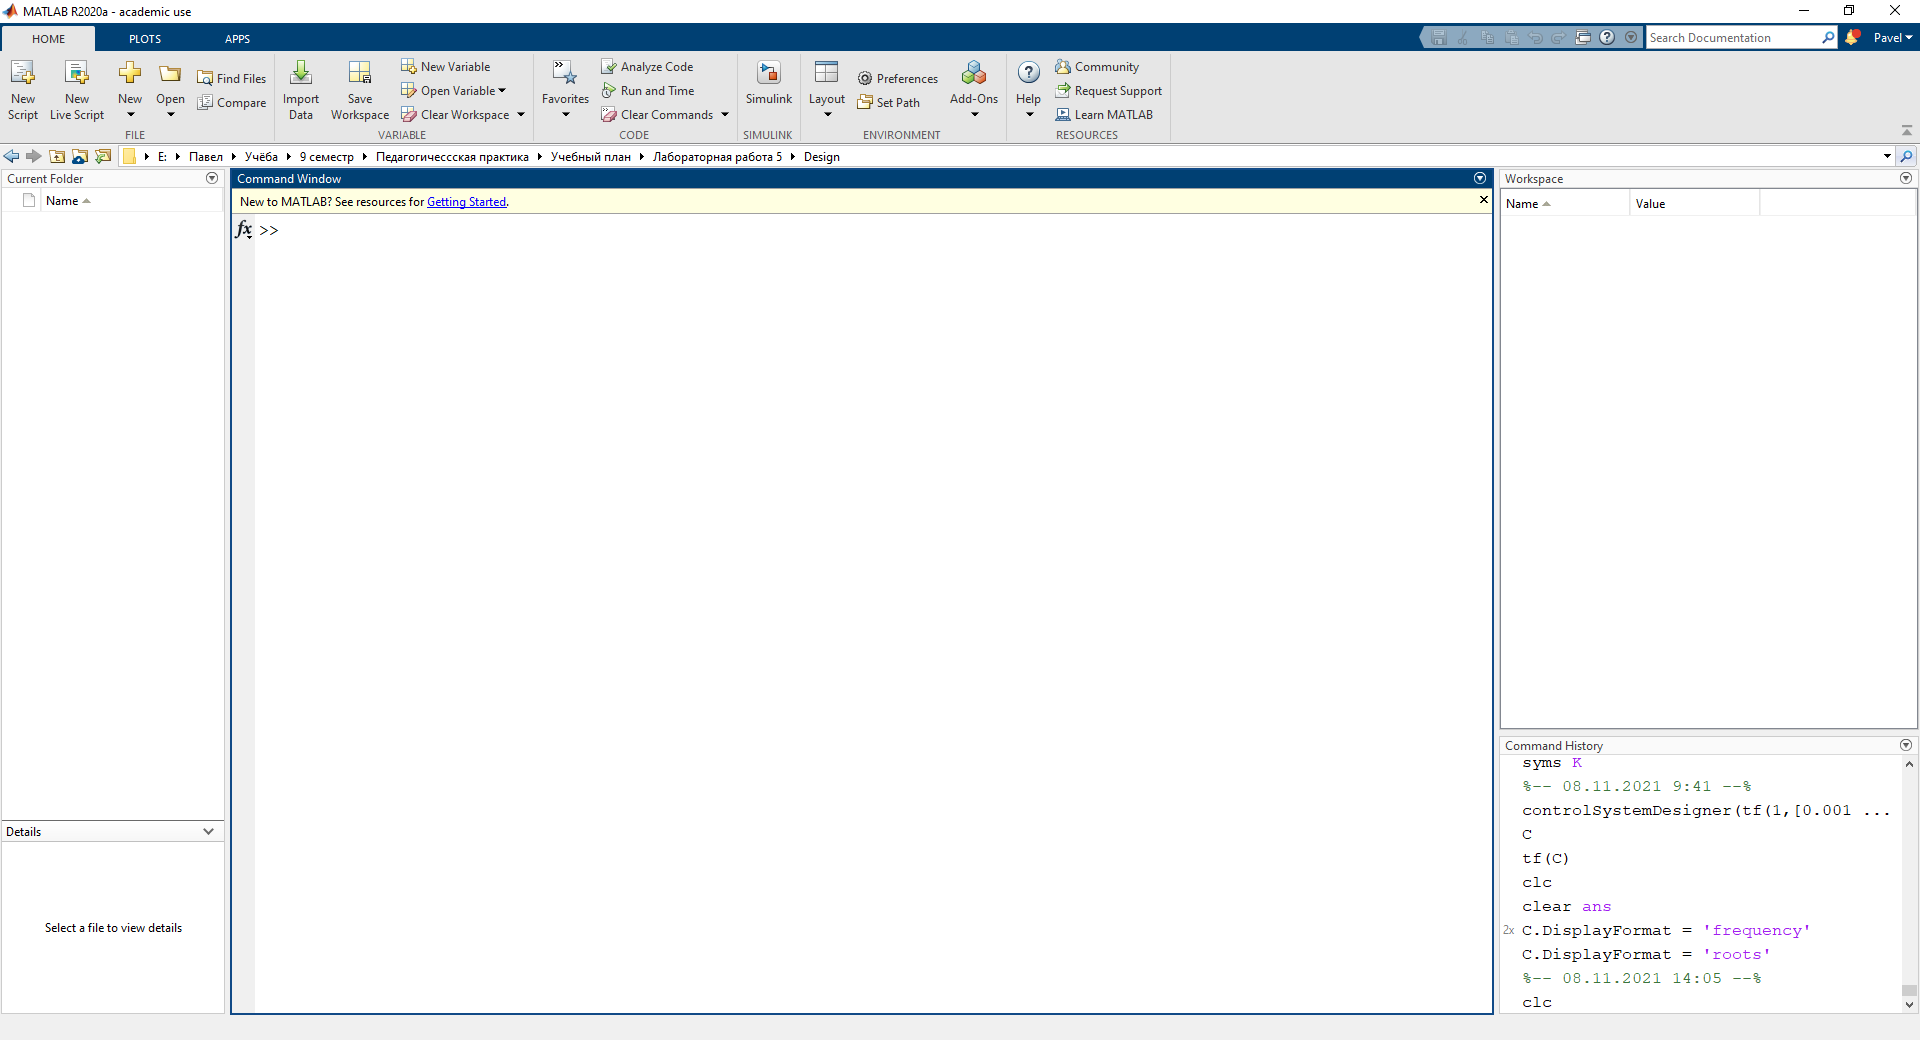 MATLAB R2020a - academic use
HOME PLOTS APPS
Search Documentation
Pavel
New Script
New Live Script
New
Open
Find Files
Compare
FILE
Import Data
Save Workspace
New Variable
Open Variable
Clear Workspace
VARIABLE
Favorites
Analyze Code
Run and Time
Clear Commands
CODE
Simulink
SIMULINK
Layout
Preferences
Set Path
Add-Ons
ENVIRONMENT
Help
Community
Request Support
Learn MATLAB
RESOURCES
E: Павел Учёба 9 семестр Педагогичессская практика Учебный план Лабораторная работа 5 Design
Current Folder
Name
Details
Select a file to view details
Command Window
New to MATLAB? See resources for Getting Started.
fx >>
Workspace
Name Value
Command History
syms K
%-- 08.11.2021 9:41 --%
controlSystemDesigner(tf(1,[0.001 ...
C
tf(C)
clc
clear ans
2x C.DisplayFormat = 'frequency'
C.DisplayFormat = 'roots'
%-- 08.11.2021 14:05 --%
clc